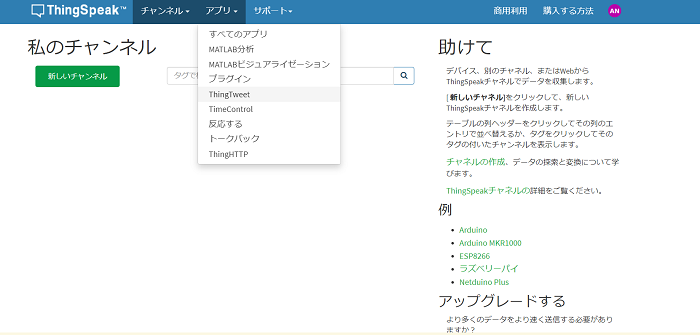 ThingSpeak™
チャンネル
アプリ
サポート
商用利用
購入する方法
AN
私のチャンネル
新しいチャンネル
タグで
すべてのアプリ
MATLAB分析
MATLABビジュアライゼーション
プラグイン
ThingTweet
TimeControl
反応する
トークバック
ThingHTTP
助けて
デバイス、別のチャネル、またはWebから
ThingSpeakチャネルでデータを収集します。
[ 新しいチャンネル]をクリックして、新しい
ThingSpeakチャネルを作成します。
テーブルの列ヘッダーをクリックしてその列のエ
ントリで並べ替えるか、タグをクリックしてそのタ
グの付いたチャンネルを表示します。
チャネルの作成、データの探索と変換について学
びます。
ThingSpeakチャネルの詳細をご覧ください。
例
Arduino
Arduino MKR1000
ESP8266
ラズベリーパイ
Netduino Plus
アップグレードする
より多くのデータをより速く送信する必要があり
ますか？